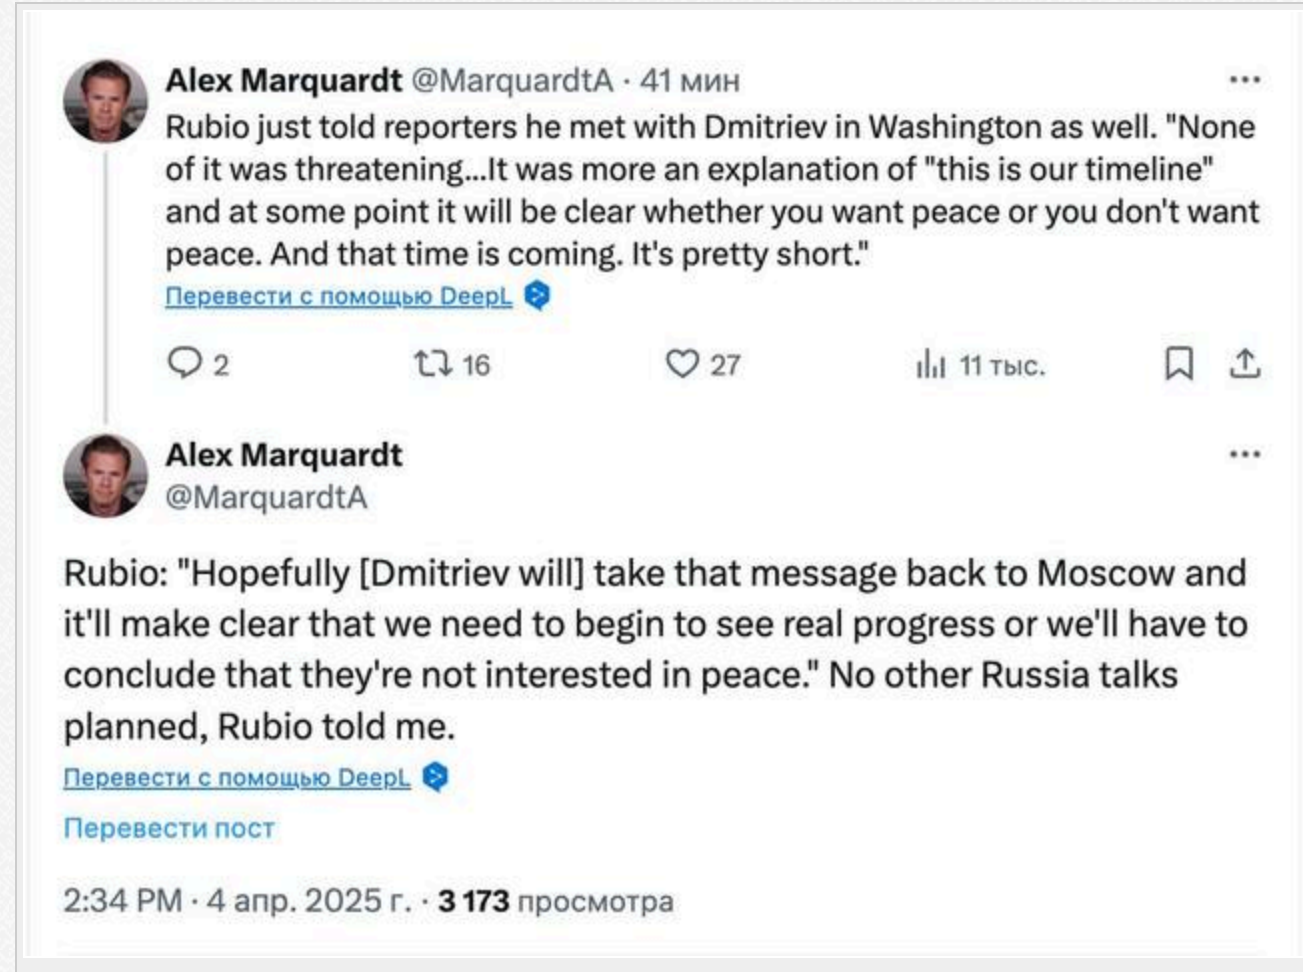 Alex Marquardt @MarquardtA · 41 мин
Rubio just told reporters he met with Dmitriev in Washington as well. "None
of it was threatening...It was more an explanation of "this is our timeline"
and at some point it will be clear whether you want peace or you don't want
peace. And that time is coming. It's pretty short."
Перевести с помощью DeepL
2 16 27 11 тыс.
Alex Marquardt
@MarquardtA
Rubio: "Hopefully [Dmitriev will] take that message back to Moscow and
it'll make clear that we need to begin to see real progress or we'll have to
conclude that they're not interested in peace." No other Russia talks
planned, Rubio told me.
Перевести с помощью DeepL
Перевести пост
2:34 PM · 4 апр. 2025 г. · 3 173 просмотра